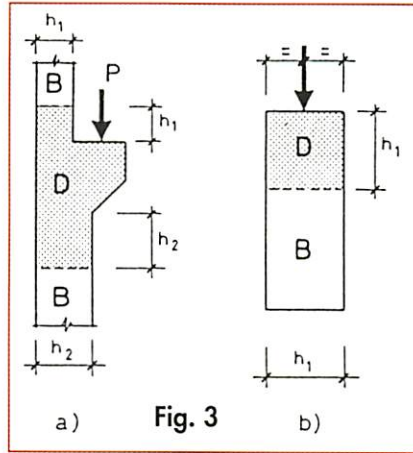 h₁
B
P
h₁
D
h₂
B
h₂
a)
= =
D
h₁
B
h₁
b)
Fig. 3